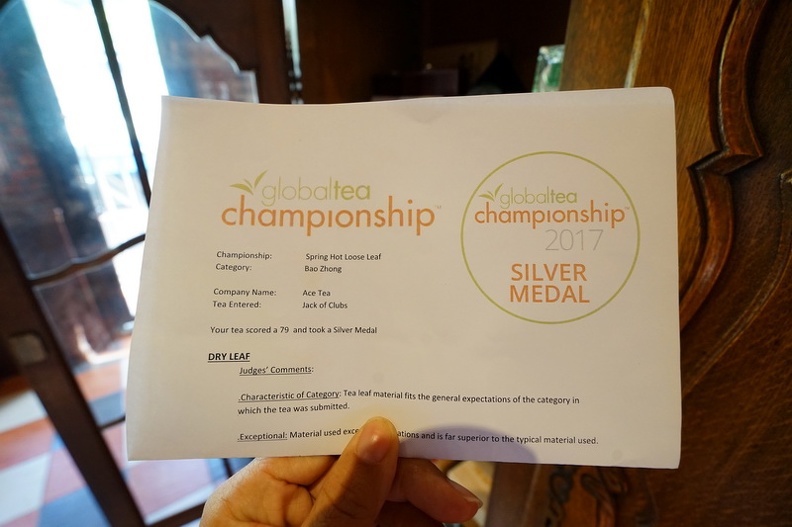 globaltea
championship™
globaltea
championship™
2017
SILVER
MEDAL
Championship: Spring Hot Loose Leaf
Category: Bao Zhong
Company Name: Ace Tea
Tea Entered: Jack of Clubs
Your tea scored a 79 and took a Silver Medal
DRY LEAF
Judges' Comments:
.Characteristic of Category: Tea leaf material fits the general expectations of the category in
which the tea was submitted.
.Exceptional: Material used and is far superior to the typical material used.